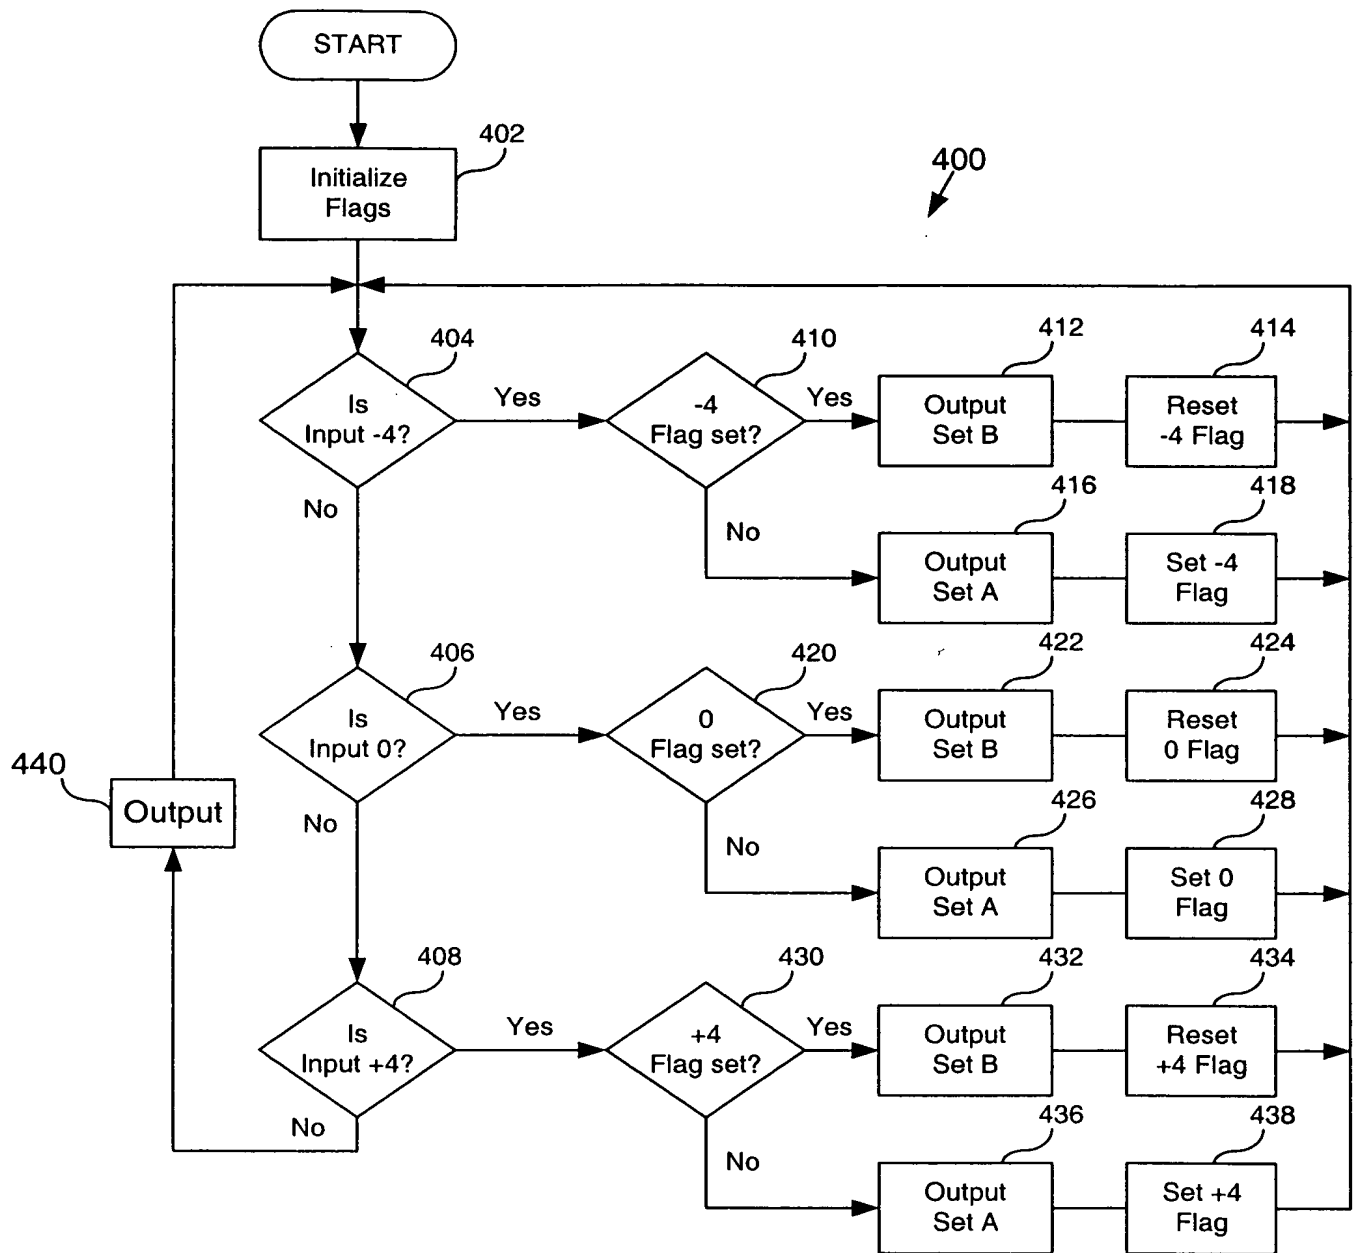 START
402
Initialize
Flags
400
404
Is
Input -4?
Yes
No
410
-4
Flag set?
Yes
No
412
Output
Set B
414
Reset
-4 Flag
416
Output
Set A
418
Set -4
Flag
406
Is
Input 0?
Yes
No
420
0
Flag set?
Yes
No
422
Output
Set B
424
Reset
0 Flag
426
Output
Set A
428
Set 0
Flag
440
Output
408
Is
Input +4?
Yes
No
430
+4
Flag set?
Yes
No
432
Output
Set B
434
Reset
+4 Flag
436
Output
Set A
438
Set +4
Flag